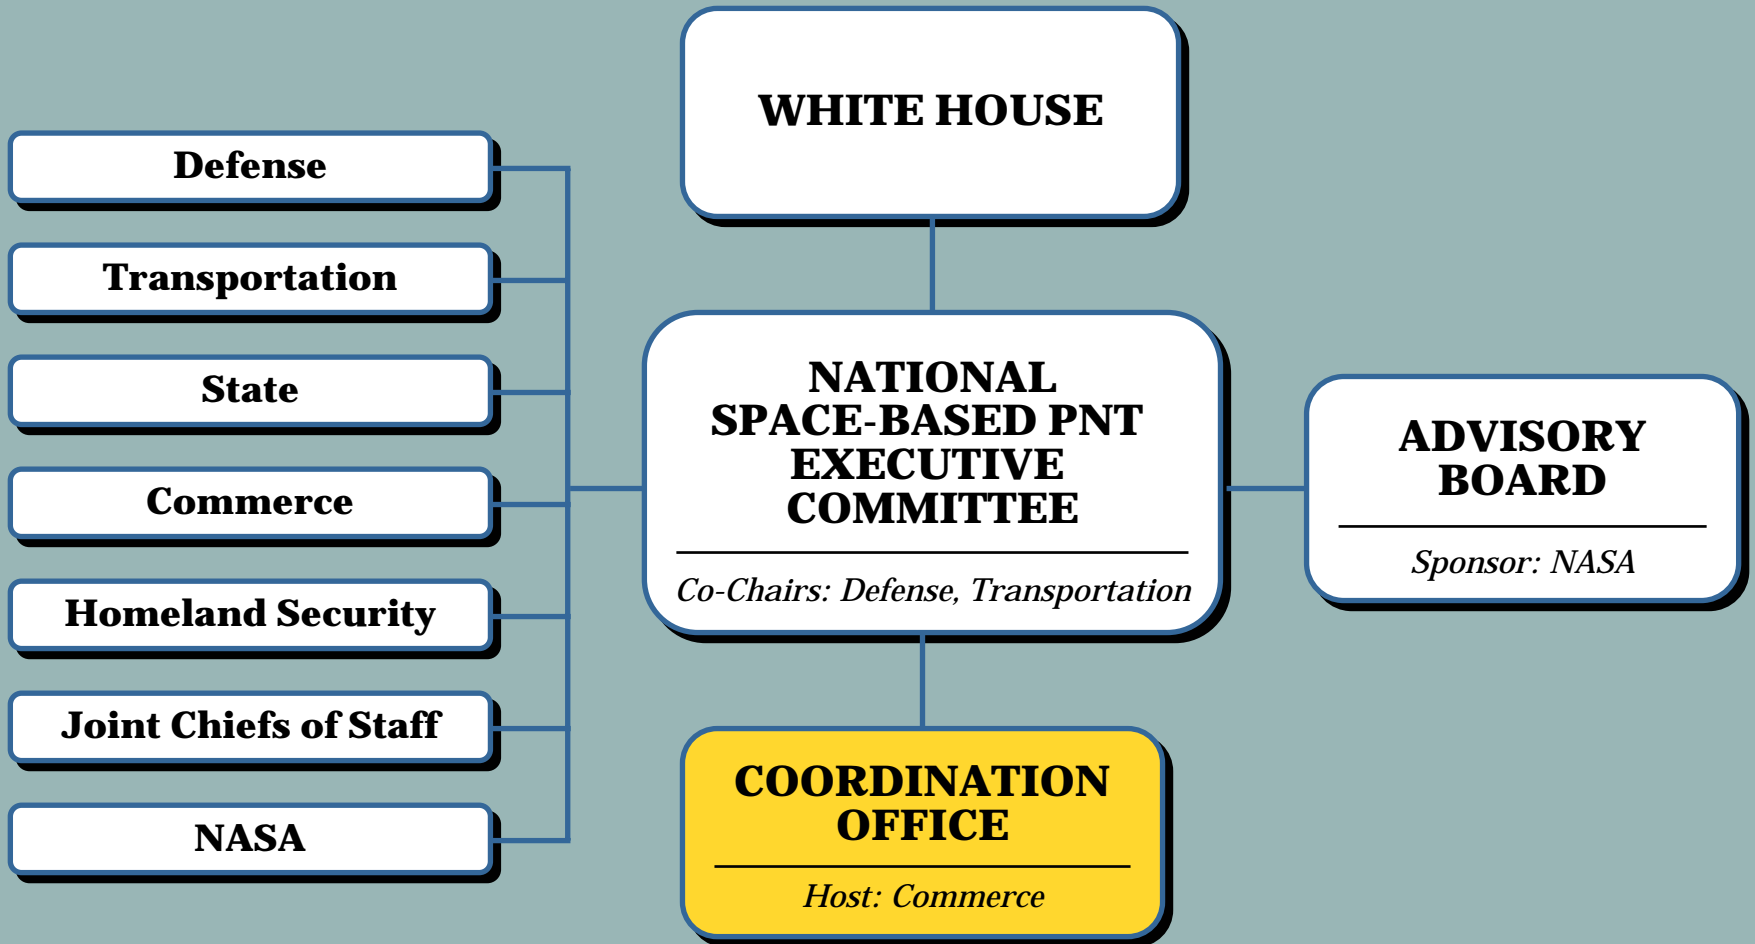 WHITE HOUSE
Defense
Transportation
State
Commerce
Homeland Security
Joint Chiefs of Staff
NASA
NATIONAL
SPACE-BASED PNT
EXECUTIVE
COMMITTEE
Co-Chairs: Defense, Transportation
ADVISORY
BOARD
Sponsor: NASA
COORDINATION
OFFICE
Host: Commerce